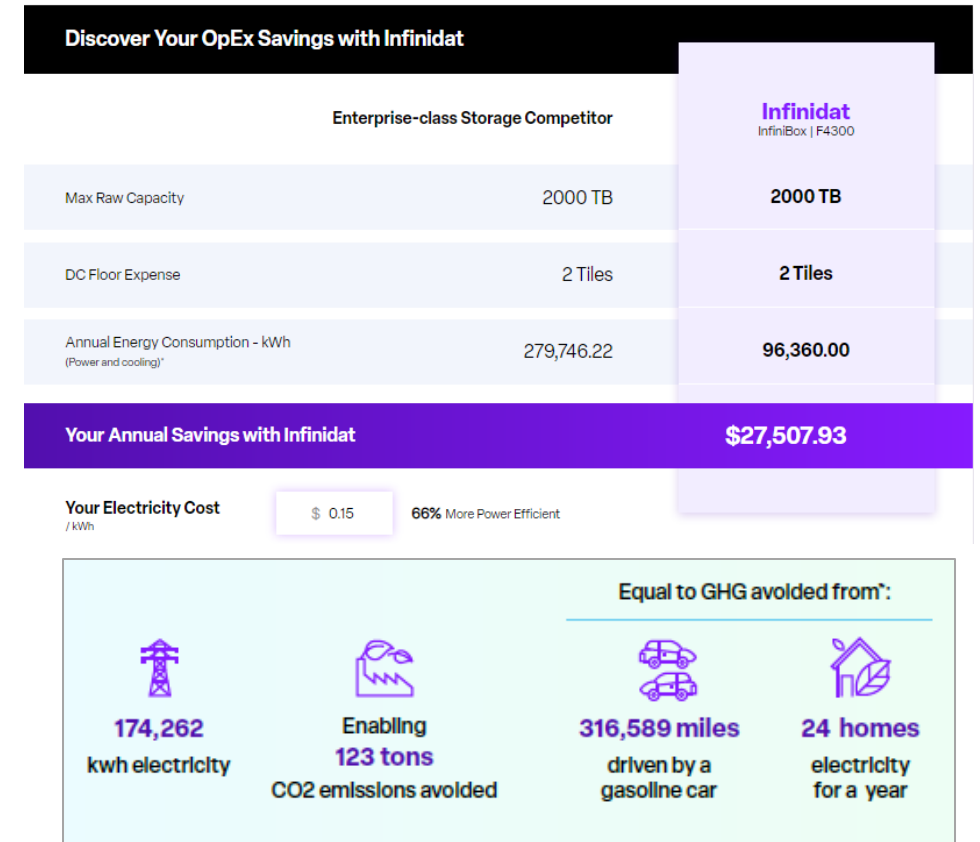 Discover Your OpEx Savings with Infinidat
Enterprise-class Storage Competitor
Infinidat
InfiniBox | F4300
Max Raw Capacity 2000 TB 2000 TB
DC Floor Expense 2 Tiles 2 Tiles
Annual Energy Consumption - kWh
(Power and cooling)*
279,746.22 96,360.00
Your Annual Savings with Infinidat $27,507.93
Your Electricity Cost
/ kWh
$ 0.15 66% More Power Efficient
Equal to GHG avoided from*:
174,262
kwh electricity
Enabling
123 tons
CO2 emissions avoided
316,589 miles
driven by a
gasoline car
24 homes
electricity
for a year